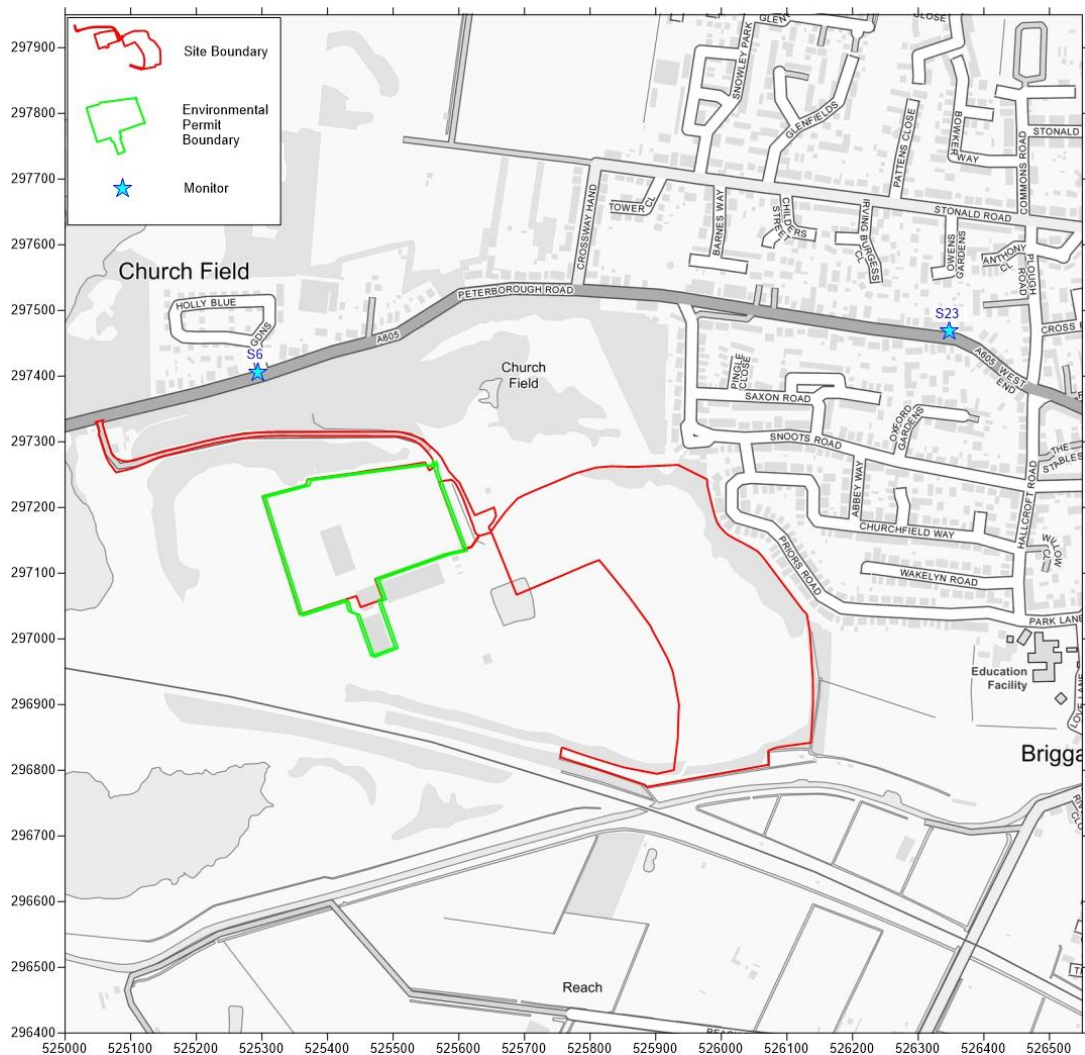 297900
297800
297700
297600
297500
297400
297300
297200
297100
297000
296900
296800
296700
296600
296500
296400
525000
525100
525200
525300
525400
525500
525600
525700
525800
525900
526000
526100
526200
526300
526400
526500
Site Boundary
Environmental
Permit
Boundary
Monitor
SNOWLEY PARK
GLENFIELDS
PATTENS CLOSE
CLOSE
BOWKER
WAY
COMMONS ROAD
STONALD
TOWER CL
CROSSWAY HAND
BARNES WAY
CHILDERS
STREET
IRVING BURGESS
CL
STONALD ROAD
OWENS
GARDENS
ANTHONY
CL
PLOUGH
ROAD
Church Field
HOLLY BLUE
GDNS
S6
A605
PETERBOROUGH ROAD
S23
A605 WEST
END
Church
Field
PINGLE
CLOSE
SAXON ROAD
OXFORD
GARDENS
SNOOTS ROAD
ABBEY WAY
CHURCHFIELD WAY
HALLCROFT ROAD
PRIORS ROAD
WAKELYN ROAD
WILLOW
CL
PARK LANE
Education
Facility
LOVE LANE
Brigga
Reach